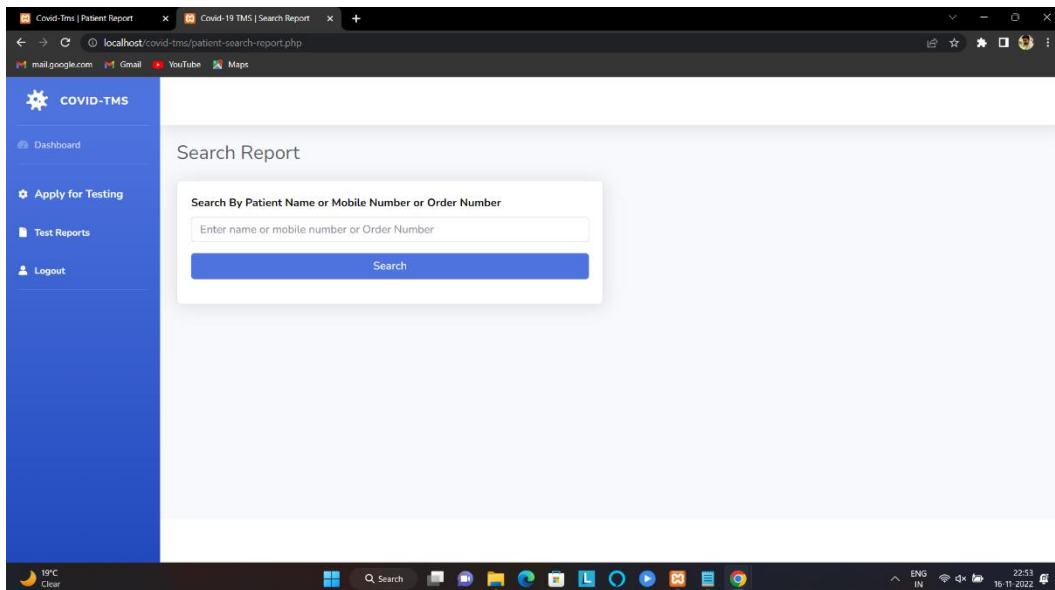 Covid-Tms | Patient Report
Covid-19 TMS | Search Report
localhost/covid-tms/patient-search-report.php
mail.google.com
Gmail
YouTube
Maps
COVID-TMS
Dashboard
Apply for Testing
Test Reports
Logout
Search Report
Search By Patient Name or Mobile Number or Order Number
Enter name or mobile number or Order Number
Search
19°C
Clear
Search
L
ENG
IN
22:53
16-11-2022